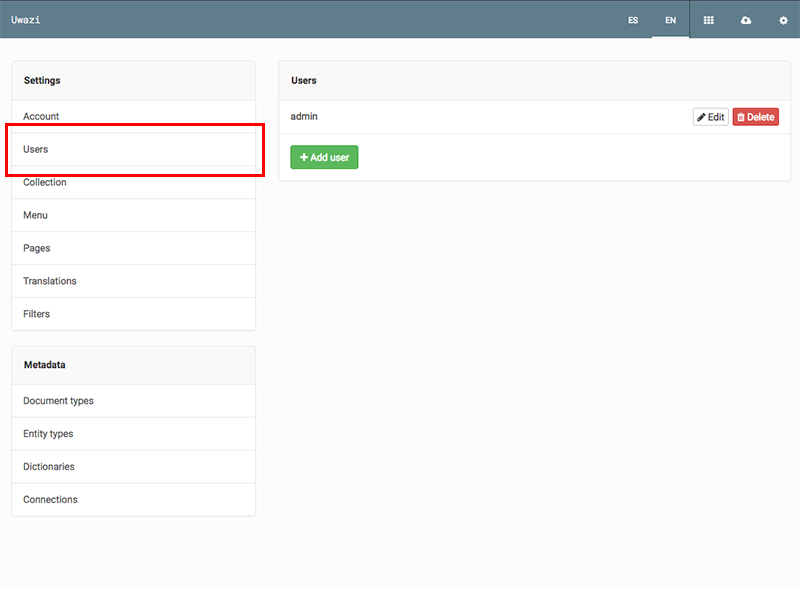 Uwazi
ES
EN
Settings
Account
Users
Collection
Menu
Pages
Translations
Filters
Metadata
Document types
Entity types
Dictionaries
Connections
Users
admin
Edit
Delete
Add user